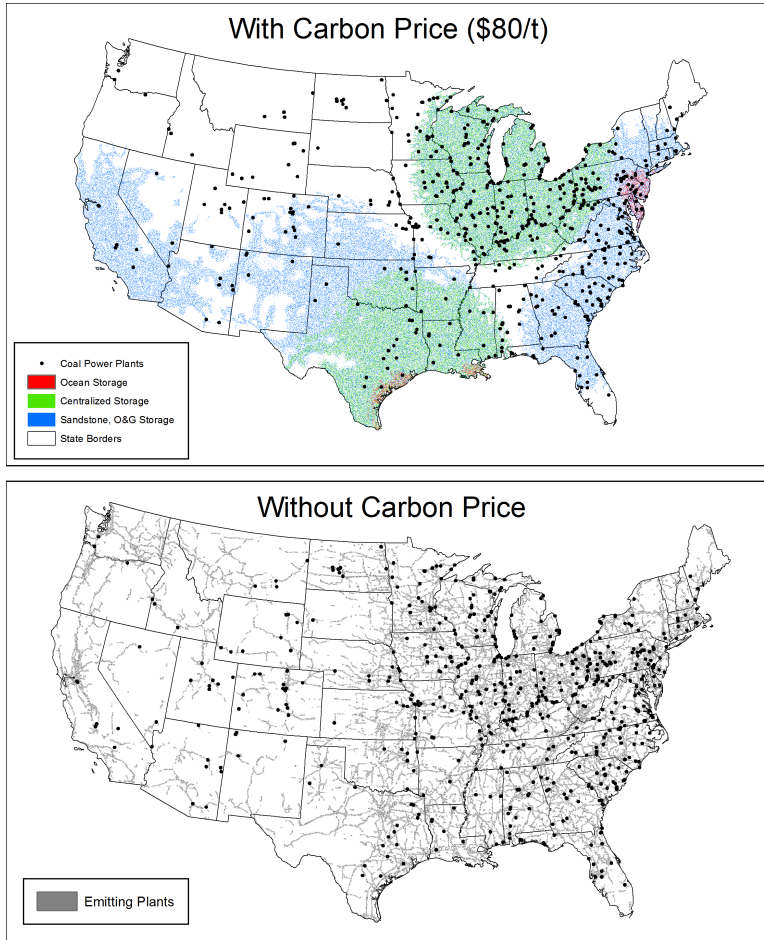 With Carbon Price ($80/t)
Coal Power Plants
Ocean Storage
Centralized Storage
Sandstone, O&G Storage
State Borders
Without Carbon Price
Emitting Plants